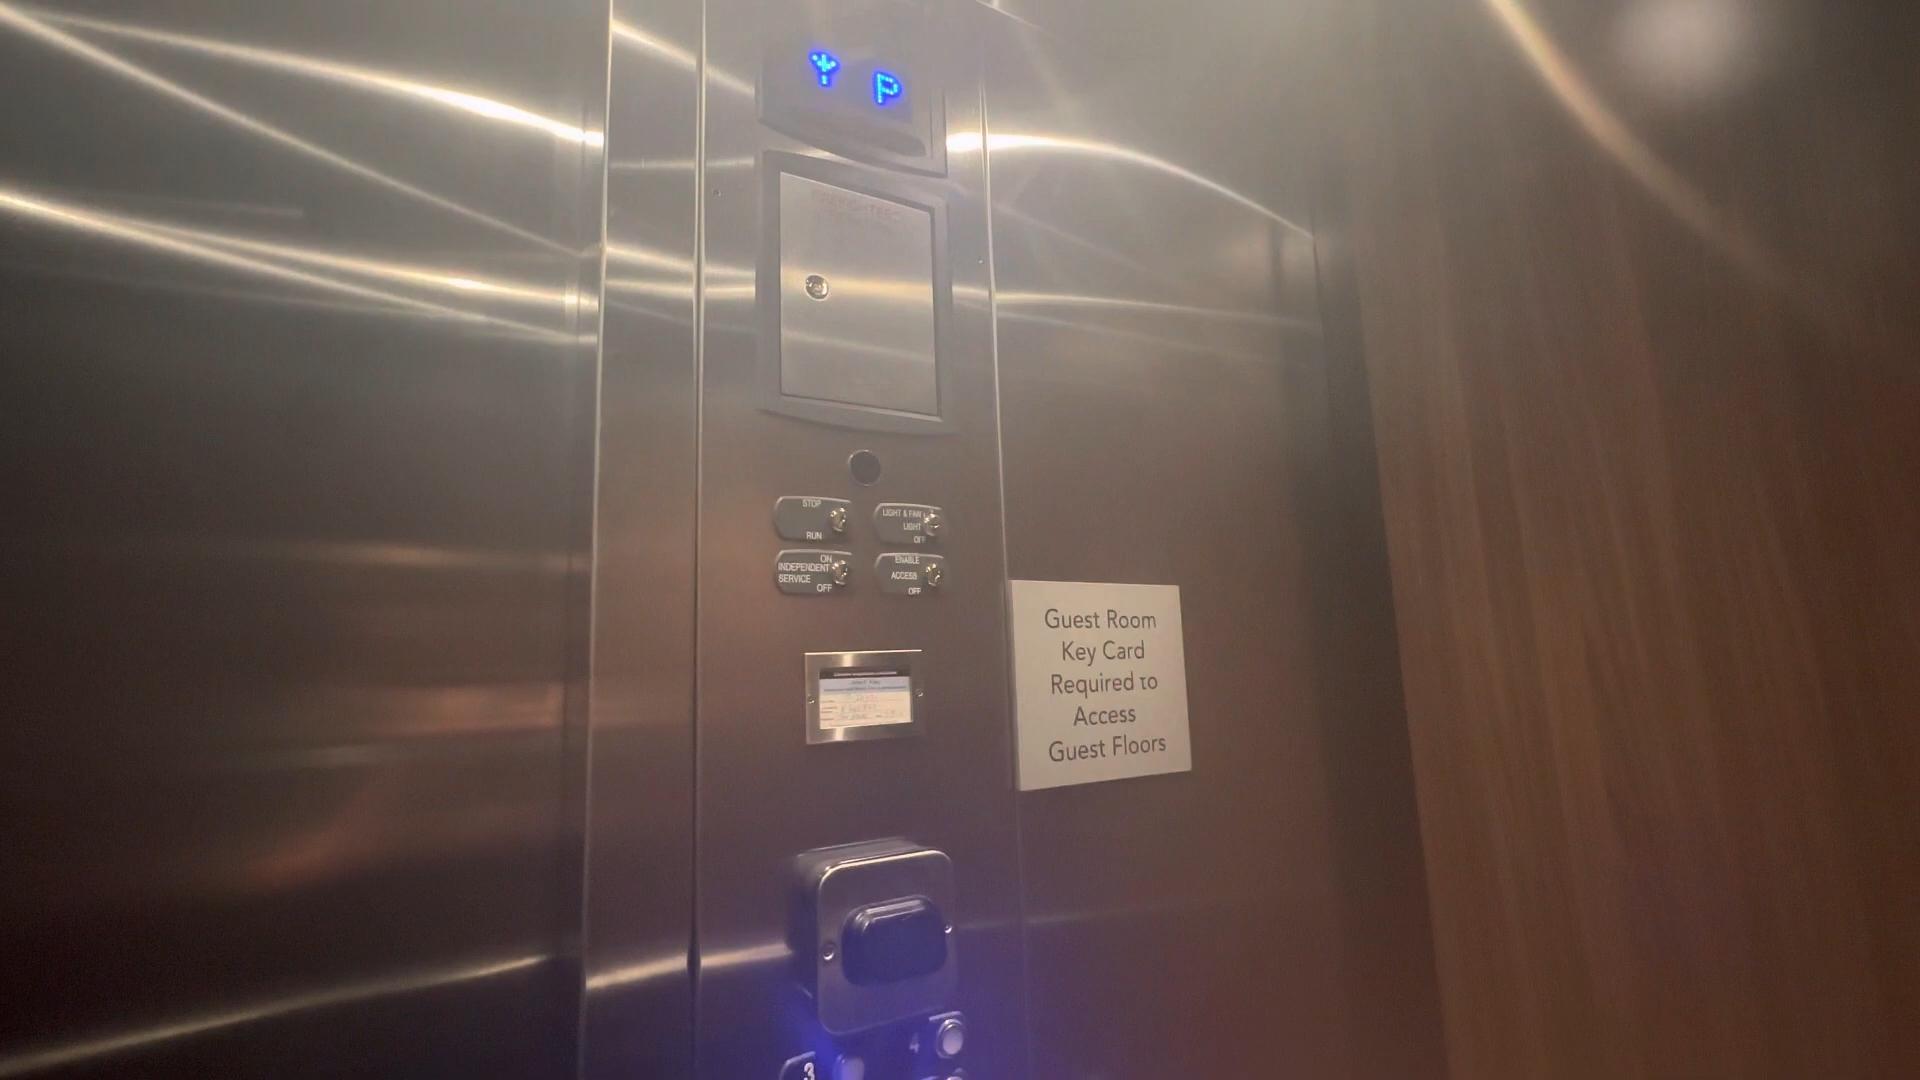 P
STOP
RUN
LIGHT & FAN
LIGHT
OFF
ON
INDEPENDENT
SERVICE
OFF
ENABLE
ACCESS
OFF
Guest Room
Key Card
Required to
Access
Guest Floors
4
3